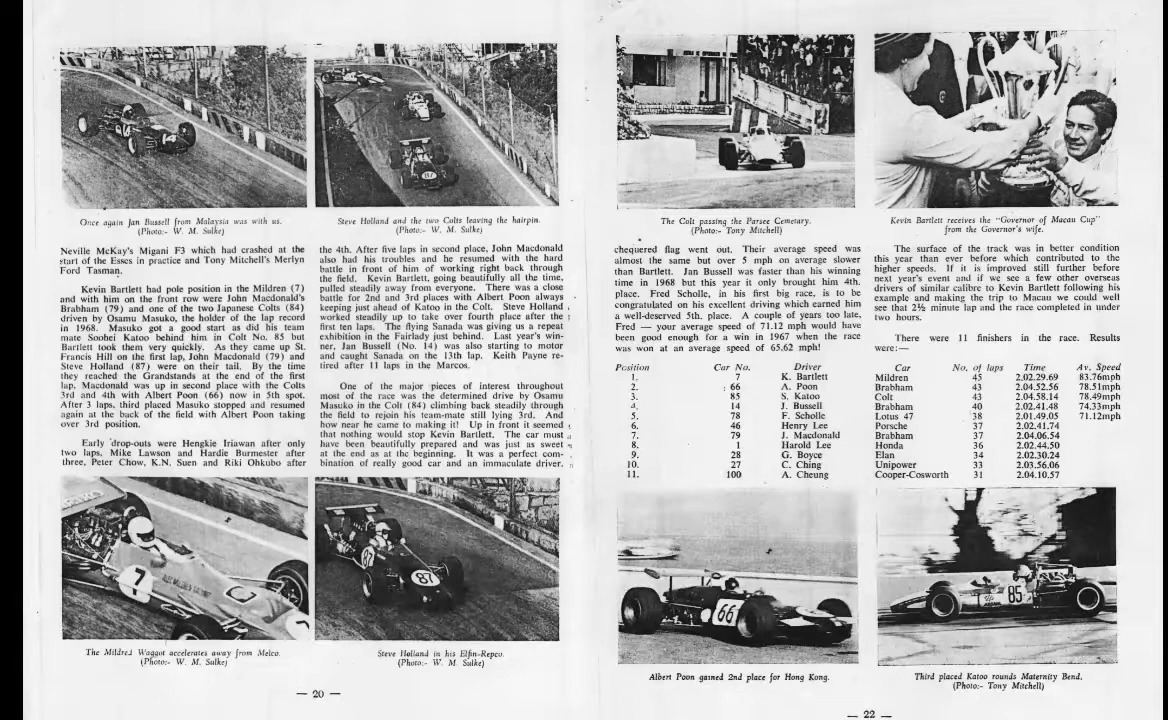 Once again Jan Bussell from Malaysia was with us.
(Photo:- W. M. Sulke)
Steve Holland and the two Colts leaving the hairpin.
(Photo:- W. M. Sulke)
Neville McKay's Migani F3 which had crashed at the
start of the Esses in practice and Tony Mitchell's Merlyn
Ford Tasman.
Kevin Bartlett had pole position in the Mildren (7)
and with him on the front row were John Macdonald's
Brabham (79) and one of the two Japanese Colts (84)
driven by Osamu Masuko, the holder of the lap record
in 1968. Masuko got a good start as did his team
mate Soohei Katoo behind him in Colt No. 85 but
Bartlett took them very quickly. As they came up St.
Francis Hill on the first lap, John Macdonald (79) and
Steve Holland (87) were on their tail. By the time
they reached the Grandstands at the end of the first
lap, Macdonald was up in second place with the Colts
3rd and 4th with Albert Poon (66) now in 5th spot.
After 3 laps, third placed Masuko stopped and resumed
again at the back of the field with Albert Poon taking
over 3rd position.
Early drop-outs were Hengkie Iriawan after only
two laps, Mike Lawson and Hardie Burmester after
three, Peter Chow, K.N. Suen and Riki Ohkubo after
the 4th. After five laps in second place, John Macdonald
also had his troubles and he resumed with the hard
battle in front of him of working right back through
the field. Kevin Bartlett, going beautifully all the time,
pulled steadily away from everyone. There was a close
battle for 2nd and 3rd places with Albert Poon always
keeping just ahead of Katoo in the Colt. Steve Holland
worked steadily up to take over fourth place after the
first ten laps. The flying Sanada was giving us a repeat
exhibition in the Fairlady just behind. Last year's win-
ner, Jan Bussell (No. 14) was also starting to motor
and caught Sanada on the 13th lap. Keith Payne re-
tired after 11 laps in the Marcos.
One of the major pieces of interest throughout
most of the race was the determined drive by Osamu
Masuko in the Colt (84) climbing back steadily through
the field to rejoin his team-mate still lying 3rd. And
how near he came to making it! Up in front it seemed
that nothing would stop Kevin Bartlett. The car must
have been beautifully prepared and was just as sweet
at the end as at the beginning. It was a perfect com-
bination of really good car and an immaculate driver.
7
ALEC MILDREN RACING
87
87
The Mildred Waggot accelerates away from Melco.
(Photo:- W. M. Sulke)
Steve Holland in his Elfin-Repco.
(Photo:- W. M. Sulke)
— 20 —
The Colt passing the Parsee Cemetary.
(Photo:- Tony Mitchell)
Kevin Bartlett receives the "Governor of Macau Cup"
from the Governor's wife.
chequered flag went out. Their average speed was
almost the same but over 5 mph on average slower
than Bartlett. Jan Bussell was faster than his winning
time in 1968 but this year it only brought him 4th.
place. Fred Scholle, in his first big race, is to be
congratulated on his excellent driving which earned him
a well-deserved 5th. place. A couple of years too late,
Fred — your average speed of 71.12 mph would have
been good enough for a win in 1967 when the race
was won at an average speed of 65.62 mph!
The surface of the track was in better condition
this year than ever before which contributed to the
higher speeds. If it is improved still further before
next year's event and if we see a few other overseas
drivers of similar calibre to Kevin Bartlett following his
example and making the trip to Macau we could well
see that 2½ minute lap and the race completed in under
two hours.
There were 11 finishers in the race. Results
were:—
Position Car No. Driver Car No. of laps Time Av. Speed
1. 7 K. Bartlett Mildren 45 2.02.29.69 83.76mph
2. 66 A. Poon Brabham 43 2.04.52.56 78.51mph
3. 85 S. Katoo Colt 43 2.04.58.14 78.49mph
4. 14 J. Bussell Brabham 40 2.02.41.48 74.33mph
5. 78 F. Scholle Lotus 47 38 2.01.49.05 71.12mph
6. 46 Henry Lee Porsche 37 2.02.41.74
7. 79 J. Macdonald Brabham 37 2.04.06.54
8. 1 Harold Lee Honda 36 2.02.44.50
9. 28 G. Boyce Elan 34 2.02.30.24
10. 27 C. Ching Unipower 33 2.03.56.06
11. 100 A. Cheung Cooper-Cosworth 31 2.04.10.57
66
85
Albert Poon gained 2nd place for Hong Kong.
Third placed Katoo rounds Maternity Bend.
(Photo:- Tony Mitchell)
— 22 —